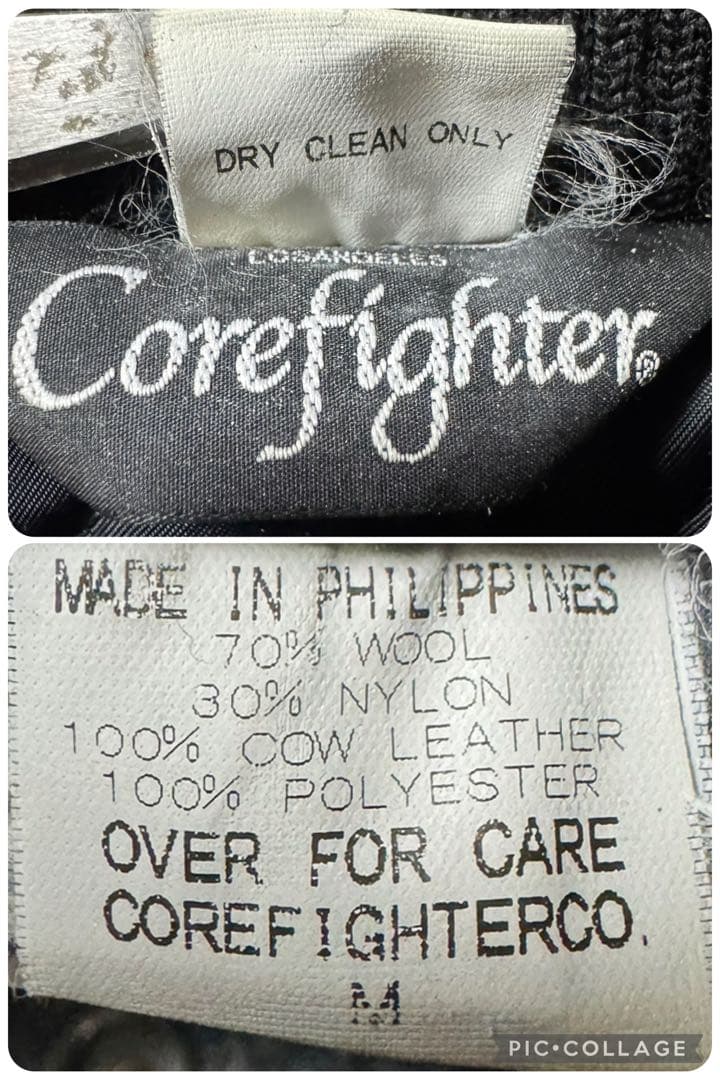 DRY CLEAN ONLY
LOSANGELES
Corefighter®
MADE IN PHILIPPINES
70% WOOL
30% NYLON
100% COW LEATHER
100% POLYESTER
OVER FOR CARE
COREFIGHTERCO.
M
PIC•COLLAGE